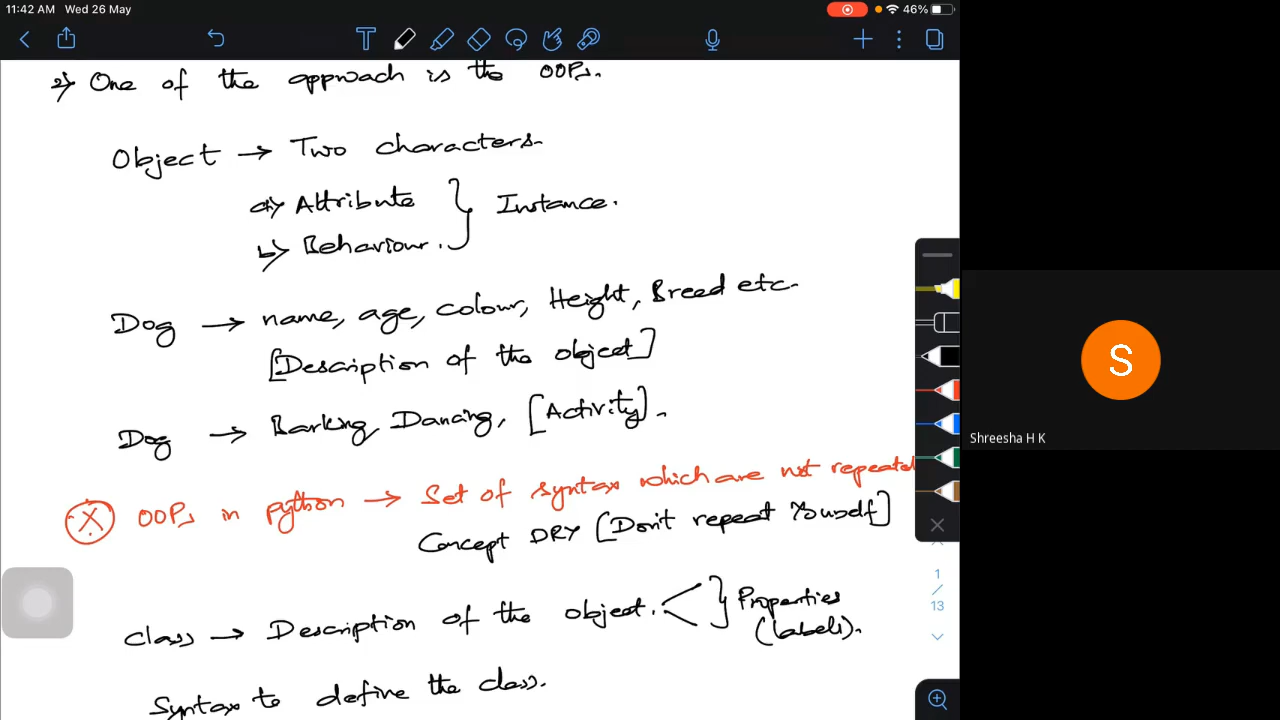 11:42 AM Wed 26 May 46%
2) One of the approach is the OOPs.
Object → Two characters.
a) Attribute } Instance.
b) Behaviour.
Dog → name, age, colour, Height, Breed etc.
[Description of the object]
Dog → Barking, Dancing, [Activity].
X OOPs in python → Set of syntax which are not repeated
Concept DRY [Don't repeat Yourself]
class → Description of the object. } Properties
(labels).
Syntax to define the class.
1
/
13
S
Shreesha H K